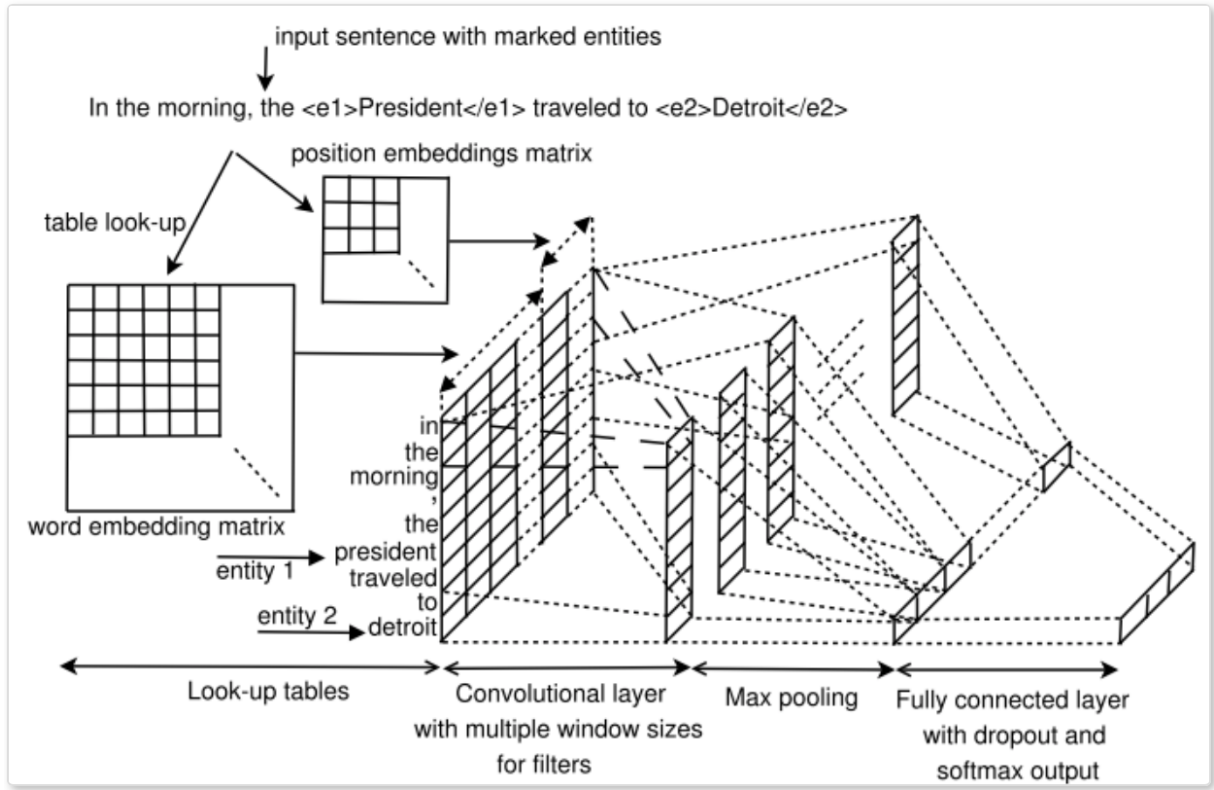 input sentence with marked entities
In the morning, the <e1>President</e1> traveled to <e2>Detroit</e2>
position embeddings matrix
table look-up
in
the
morning
,
the
president
traveled
to
detroit
word embedding matrix
entity 1
entity 2
Look-up tables
Convolutional layer
with multiple window sizes
for filters
Max pooling
Fully connected layer
with dropout and
softmax output